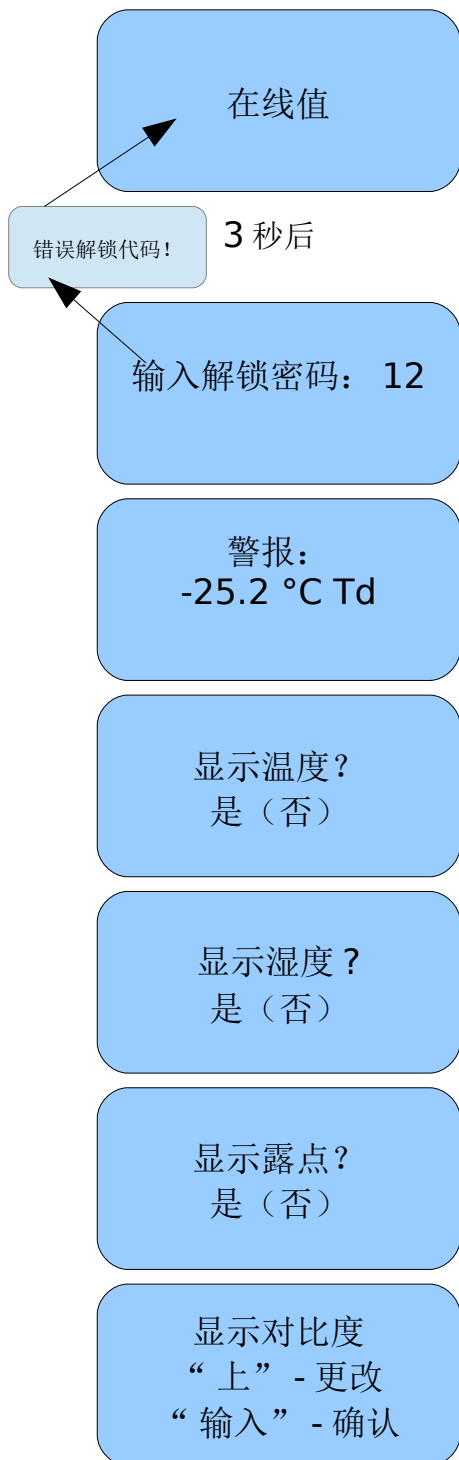 在线值
错误解锁代码！
3 秒后
输入解锁密码： 12
警报：
-25.2 °C Td
显示温度？
是（否）
显示湿度 ?
是（否）
显示露点？
是（否）
显示对比度
“ 上” - 更改
“ 输入” - 确认